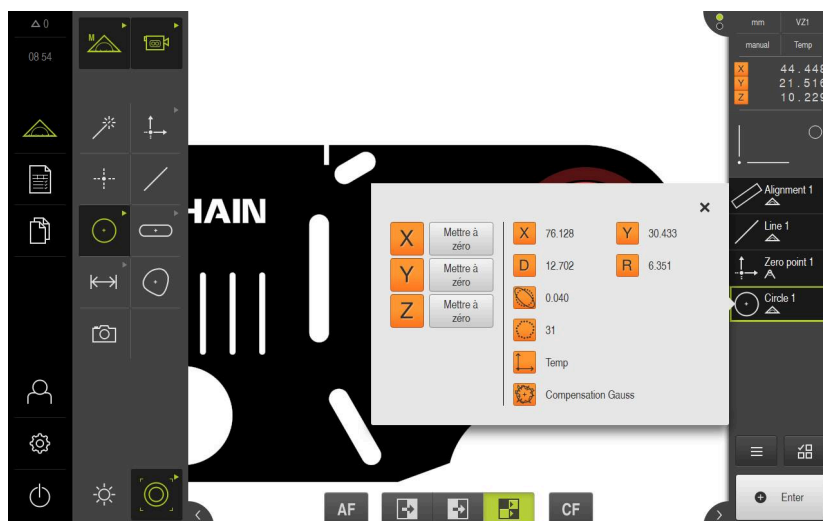 0
08 54
M
HAIN
X
Mettre à
zéro
Y
Mettre à
zéro
Z
Mettre à
zéro
X 76.128 Y 30.433
D 12.702 R 6.351
0.040
31
Temp
Compensation Gauss
AF
CF
mm VZ1
manual Temp
X 44.448
Y 21.516
Z 10.229
Alignment 1
Line 1
Zero point 1
Circle 1
Enter